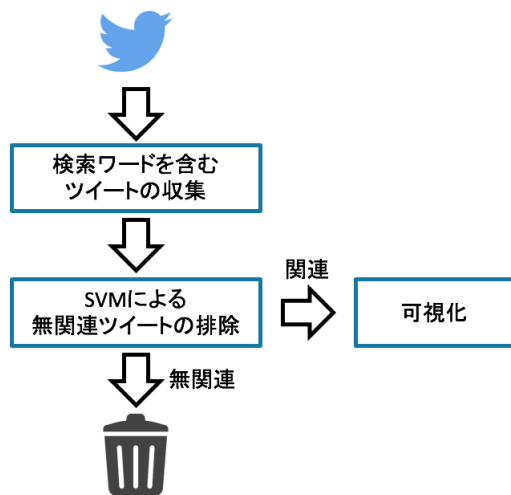 検索ワードを含む
ツイートの収集
SVMによる
無関連ツイートの排除
関連
可視化
無関連